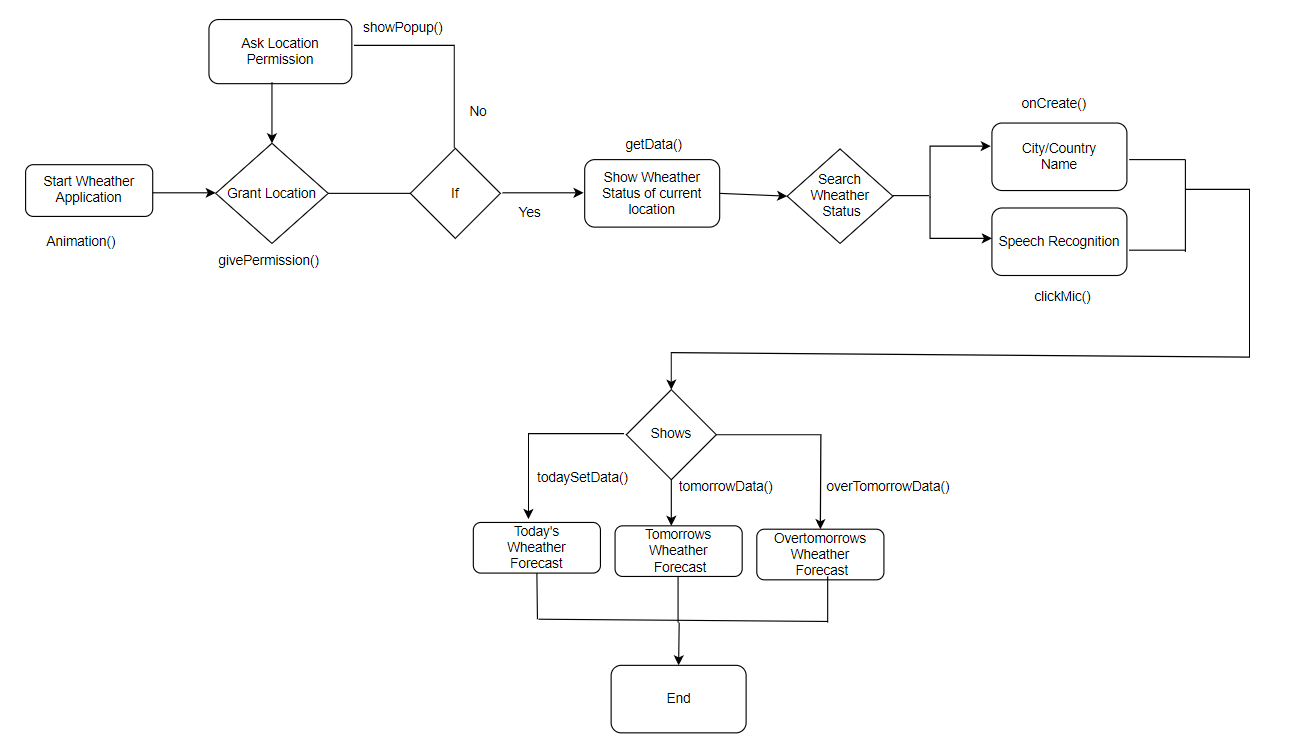 showPopup()
Ask Location
Permission
No
onCreate()
getData()
City/Country
Name
Start Wheather
Application
Grant Location
If
Show Wheather
Status of current
location
Search
Wheather
Status
Yes
Speech Recognition
Animation()
givePermission()
clickMic()
Shows
todaySetData()
tomorrowData()
overTomorrowData()
Today's
Wheather
Forecast
Tomorrows
Wheather
Forecast
Overtomorrows
Wheather
Forecast
End